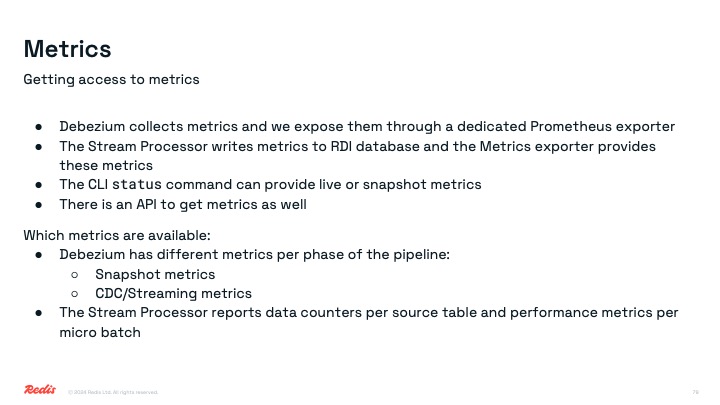 Metrics
Getting access to metrics
● Debezium collects metrics and we expose them through a dedicated Prometheus exporter
● The Stream Processor writes metrics to RDI database and the Metrics exporter provides
these metrics
● The CLI status command can provide live or snapshot metrics
● There is an API to get metrics as well
Which metrics are available:
● Debezium has different metrics per phase of the pipeline:
○ Snapshot metrics
○ CDC/Streaming metrics
● The Stream Processor reports data counters per source table and performance metrics per
micro batch
Redis
© 2024 Redis Ltd. All rights reserved.